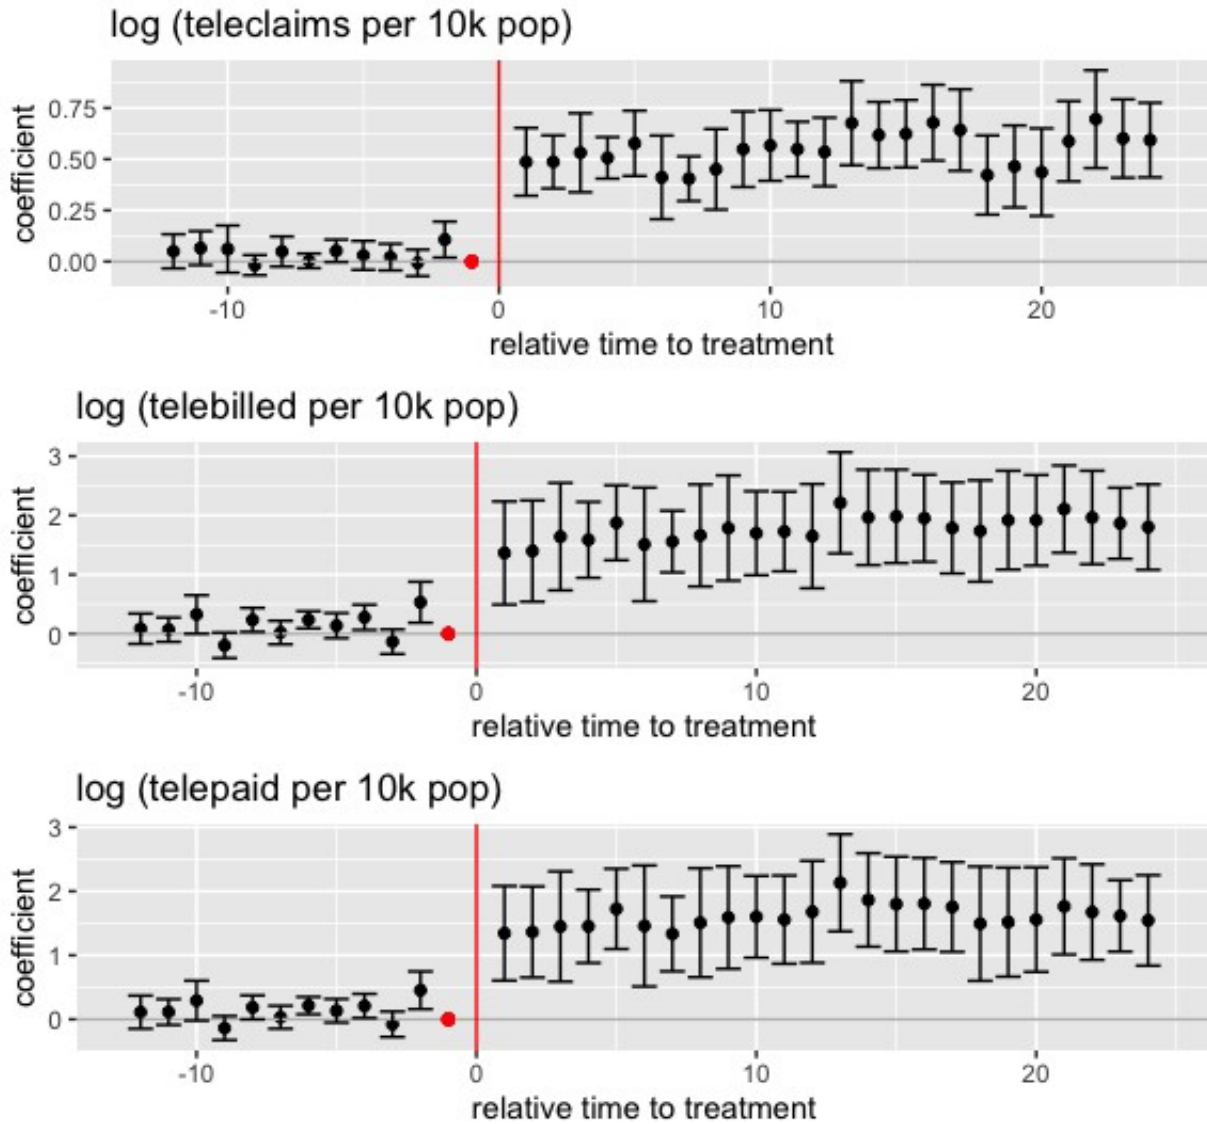 log (teleclaims per 10k pop)
coefficient
0.75
0.50
0.25
0.00
-10 0 10 20
relative time to treatment
log (telebilled per 10k pop)
coefficient
3
2
1
0
-10 0 10 20
relative time to treatment
log (telepaid per 10k pop)
coefficient
3
2
1
0
-10 0 10 20
relative time to treatment